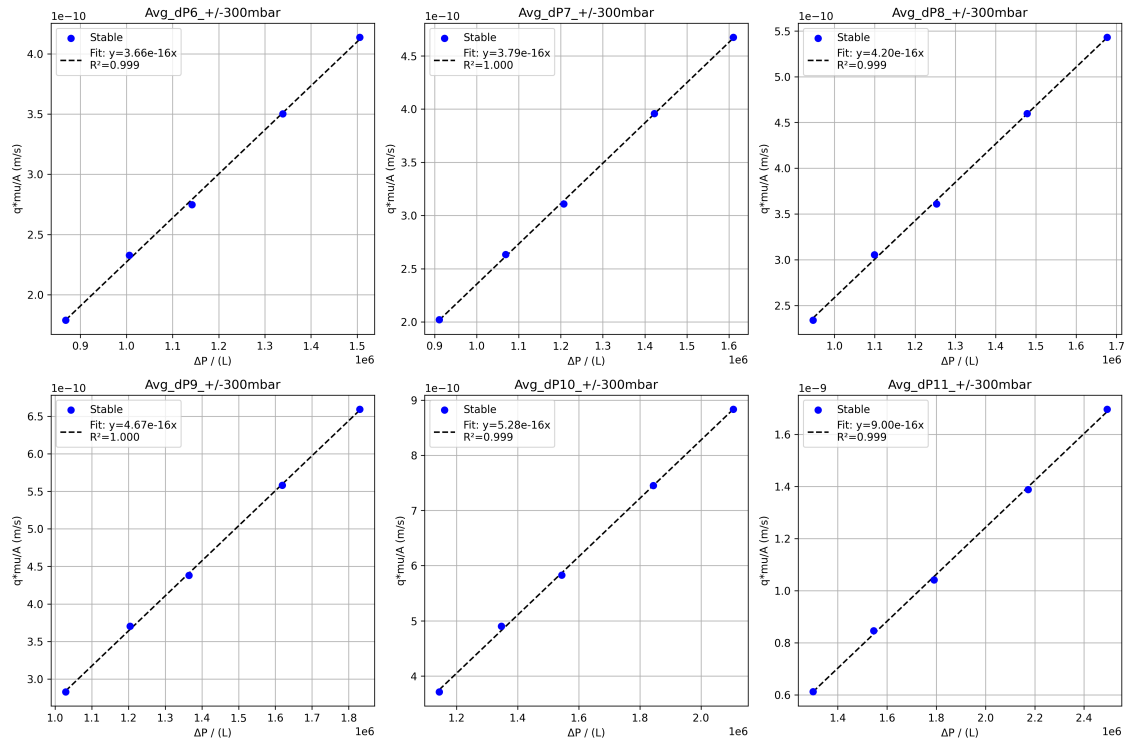 Avg_dP6_+/-300mbar
1e−10
Stable
Fit: y=3.66e-16x
R²=0.999
4.0
3.5
3.0
2.5
2.0
q*mu/A (m/s)
0.9 1.0 1.1 1.2 1.3 1.4 1.5
1e6
ΔP / (L)
Avg_dP7_+/-300mbar
1e−10
Stable
Fit: y=3.79e-16x
R²=1.000
4.5
4.0
3.5
3.0
2.5
2.0
q*mu/A (m/s)
0.9 1.0 1.1 1.2 1.3 1.4 1.5 1.6
1e6
ΔP / (L)
Avg_dP8_+/-300mbar
1e−10
Stable
Fit: y=4.20e-16x
R²=0.999
5.5
5.0
4.5
4.0
3.5
3.0
2.5
q*mu/A (m/s)
1.0 1.1 1.2 1.3 1.4 1.5 1.6 1.7
1e6
ΔP / (L)
Avg_dP9_+/-300mbar
1e−10
Stable
Fit: y=4.67e-16x
R²=1.000
6.5
6.0
5.5
5.0
4.5
4.0
3.5
3.0
q*mu/A (m/s)
1.0 1.1 1.2 1.3 1.4 1.5 1.6 1.7 1.8
1e6
ΔP / (L)
Avg_dP10_+/-300mbar
1e−10
Stable
Fit: y=5.28e-16x
R²=0.999
9
8
7
6
5
4
q*mu/A (m/s)
1.2 1.4 1.6 1.8 2.0
1e6
ΔP / (L)
Avg_dP11_+/-300mbar
1e−9
Stable
Fit: y=9.00e-16x
R²=0.999
1.6
1.4
1.2
1.0
0.8
0.6
q*mu/A (m/s)
1.4 1.6 1.8 2.0 2.2 2.4
1e6
ΔP / (L)